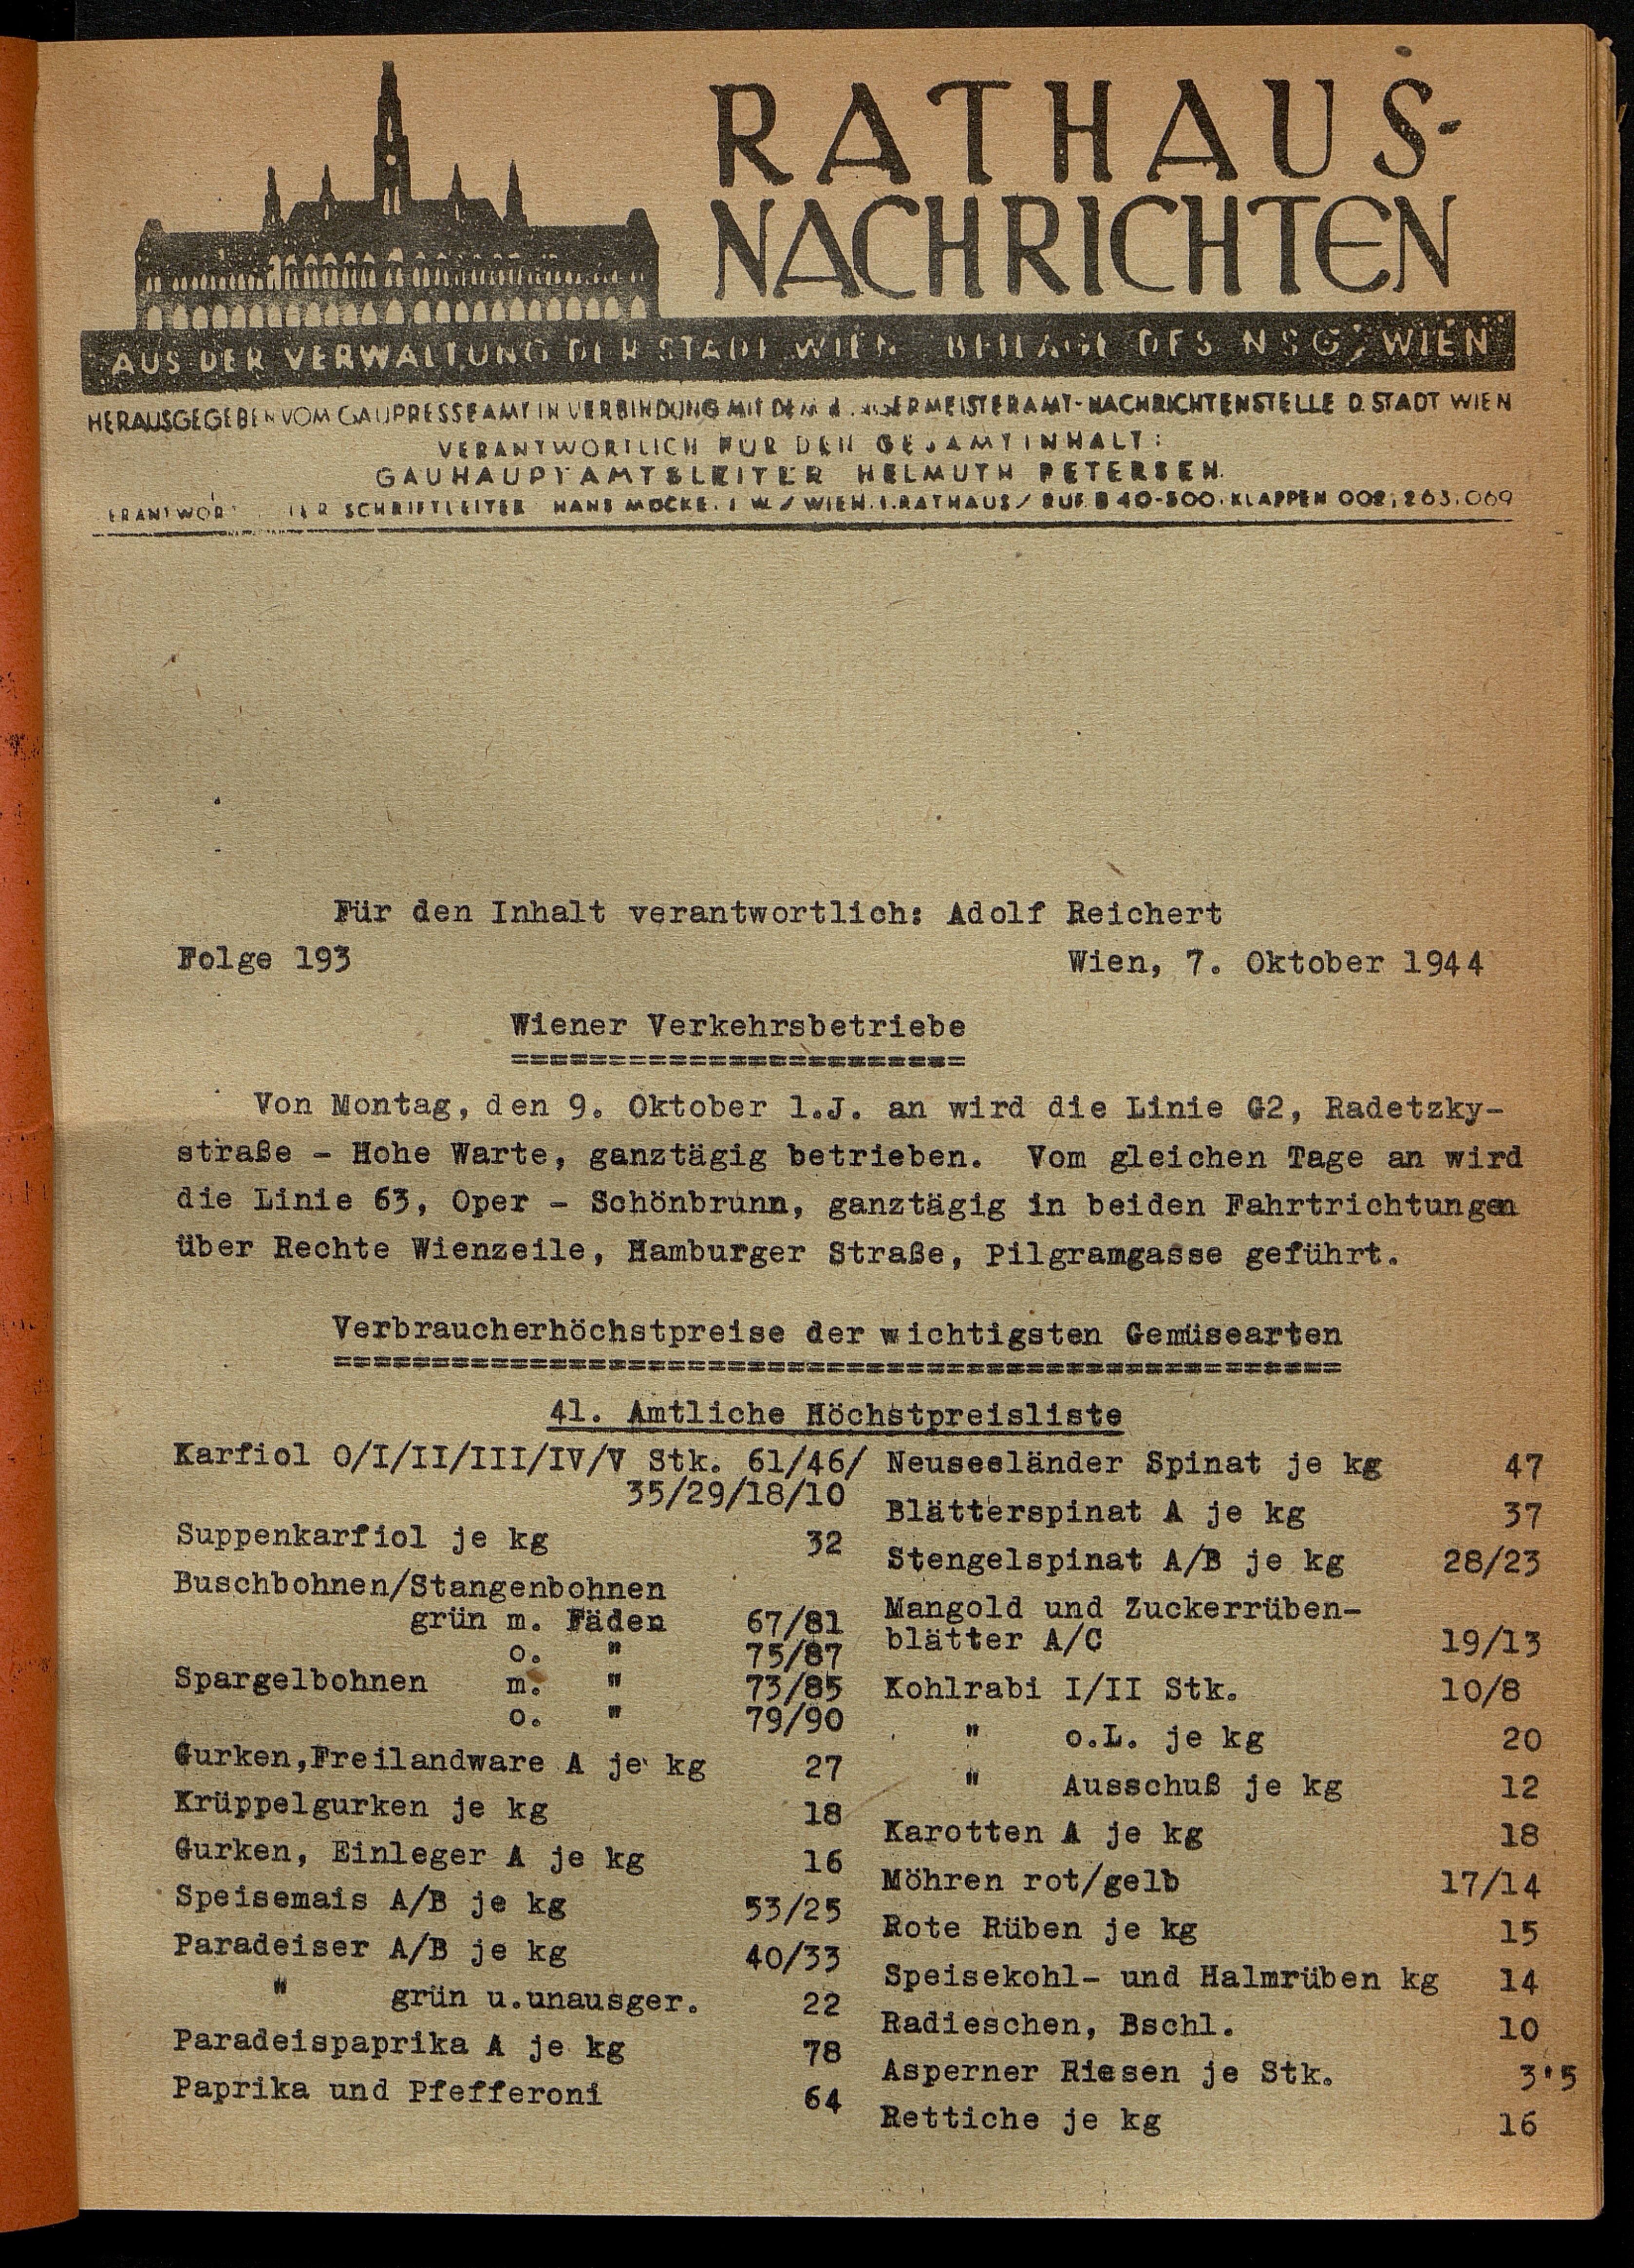 RATHAUS-
NACHRICHTEN
AUS DER VERWALTUNG DER STADT WIEN BEILAGE DES NSG, WIEN
HERAUSGEGEBEN VOM GAUPRESSEAMT IN VERBINDUNG MIT DEM NACHRICHTENSTELLE D. STADT WIEN
VERANTWORTLICH FÜR DEN GESAMTINHALT:
GAUHAUPTAMTSLEITER HELMUTH PETERSEN.
SCHRIFTLEITER HANS MOCKE. I W. / WIEN. I. RATHAUS / RUF B 40-500. KLAPPEN 002, 263, 069
Für den Inhalt verantwortlich: Adolf Reichert
Folge 193 Wien, 7. Oktober 1944
Wiener Verkehrsbetriebe
=======================
Von Montag, den 9. Oktober l.J. an wird die Linie G2, Radetzky-
straße - Hohe Warte, ganztägig betrieben. Vom gleichen Tage an wird
die Linie 63, Oper - Schönbrunn, ganztägig in beiden Fahrtrichtungen
über Rechte Wienzeile, Hamburger Straße, Pilgramgasse geführt.
Verbraucherhöchstpreise der wichtigsten Gemüsearten
===================================================
41. Amtliche Höchstpreisliste
Karfiol O/I/II/III/IV/V Stk. 61/46/
35/29/18/10
Suppenkarfiol je kg 32
Buschbohnen/Stangenbohnen
grün m. Fäden 67/81
o. " 75/87
Spargelbohnen m. " 73/85
o. " 79/90
Gurken,Freilandware A je kg 27
Krüppelgurken je kg 18
Gurken, Einleger A je kg 16
Speisemais A/B je kg 53/25
Paradeiser A/B je kg 40/33
" grün u.unausger. 22
Paradeispaprika A je kg 78
Paprika und Pfefferoni 64
Neuseeländer Spinat je kg 47
Blätterspinat A je kg 37
Stengelspinat A/B je kg 28/23
Mangold und Zuckerrüben-
blätter A/C 19/13
Kohlrabi I/II Stk. 10/8
" o.L. je kg 20
" Ausschuß je kg 12
Karotten A je kg 18
Möhren rot/gelb 17/14
Rote Rüben je kg 15
Speisekohl- und Halmrüben kg 14
Radieschen, Bschl. 10
Asperner Riesen je Stk. 3'5
Rettiche je kg 16